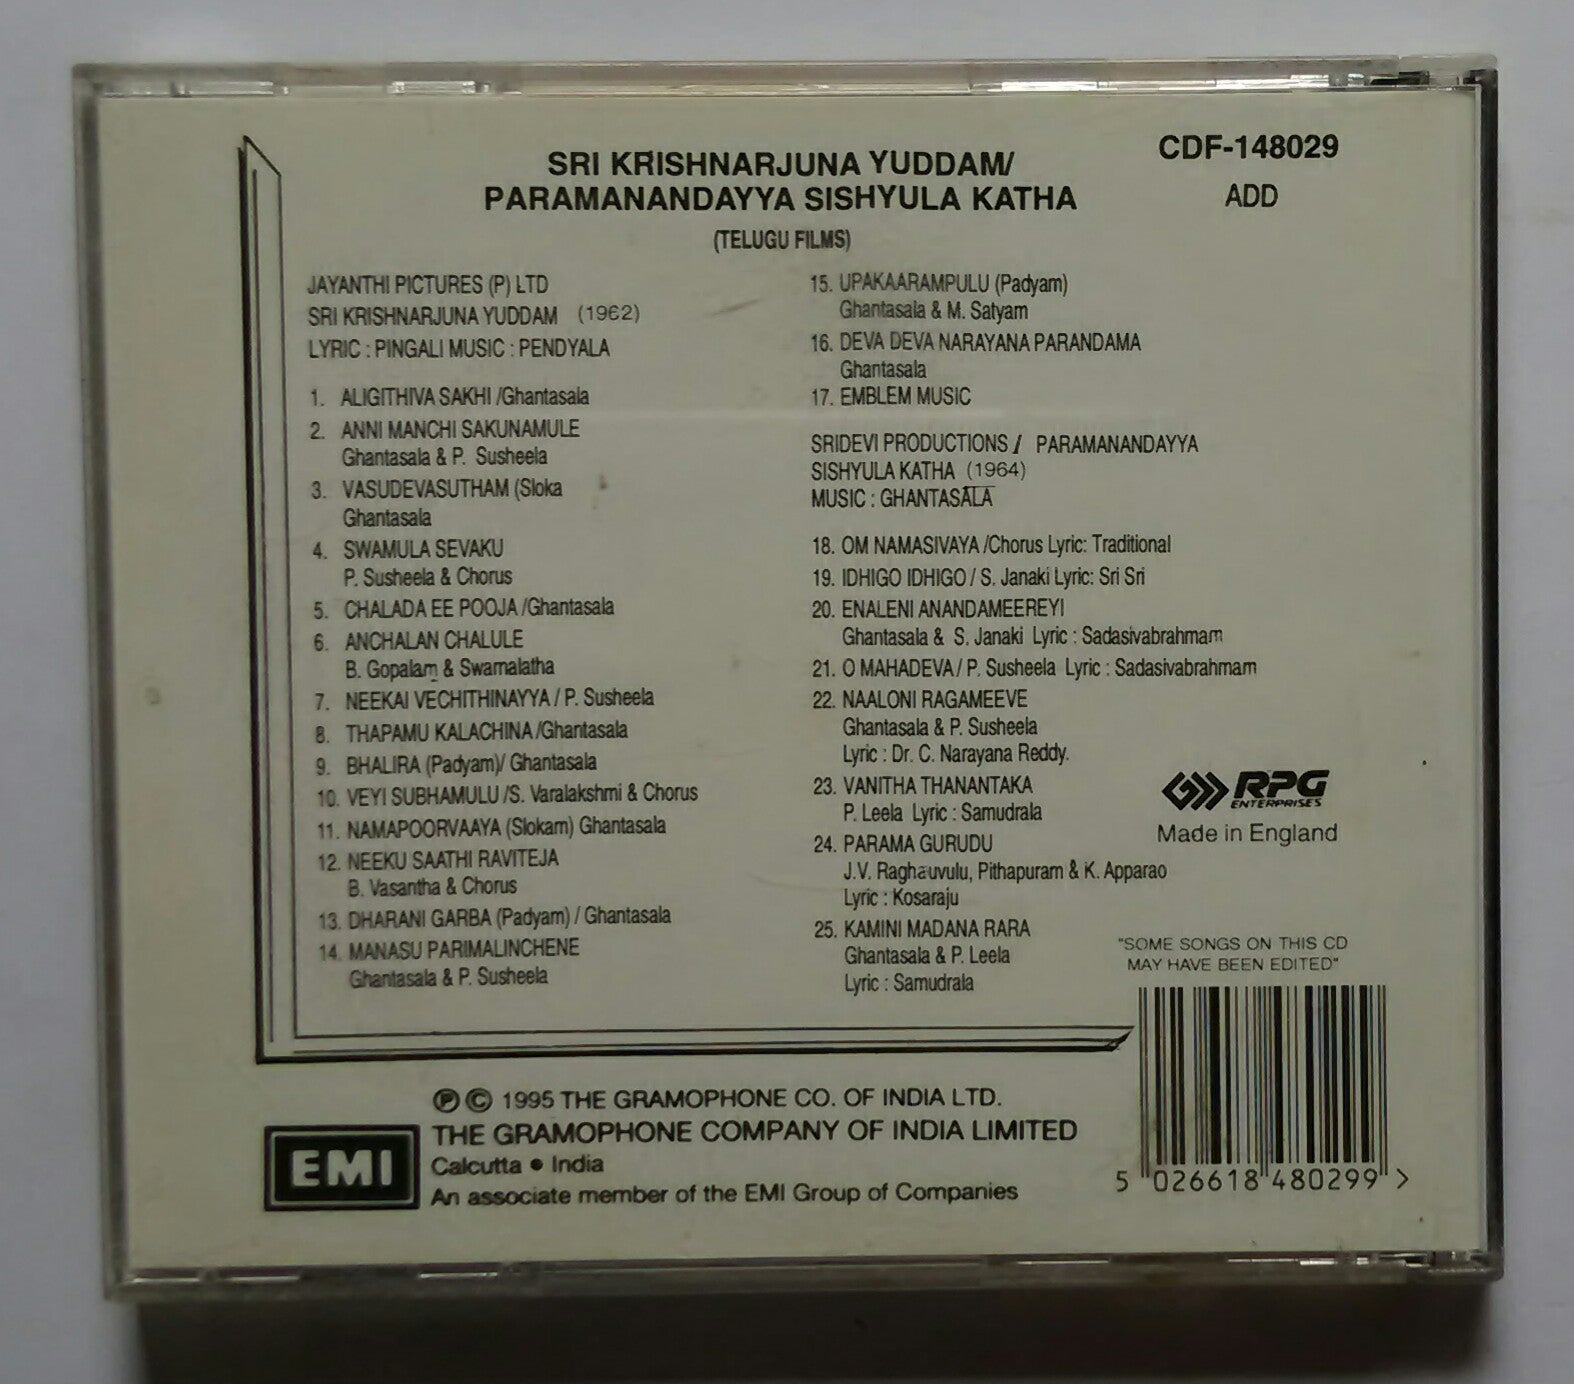 SRI KRISHNARJUNA YUDDAM/
PARAMANANDAYYA SISHYULA KATHA
(TELUGU FILMS)
CDF-148029
ADD
JAYANTHI PICTURES (P) LTD
SRI KRISHNARJUNA YUDDAM (1962)
LYRIC : PINGALI MUSIC : PENDYALA
1. ALIGITHIVA SAKHI /Ghantasala
2. ANNI MANCHI SAKUNAMULE
Ghantasala & P. Susheela
3. VASUDEVASUTHAM (Sloka
Ghantasala
4. SWAMULA SEVAKU
P. Susheela & Chorus
5. CHALADA EE POOJA /Ghantasala
6. ANCHALAN CHALULE
B. Gopalam & Swarnalatha
7. NEEKAI VECHITHINAYYA / P. Susheela
8. THAPAMU KALACHINA /Ghantasala
9. BHALIRA (Padyam)/ Ghantasala
10. VEYI SUBHAMULU /S. Varalakshmi & Chorus
11. NAMAPOORVAAYA (Slokam) Ghantasala
12. NEEKU SAATHI RAVITEJA
B. Vasantha & Chorus
13. DHARANI GARBA (Padyam) / Ghantasala
14. MANASU PARIMALINCHENE
Ghantasala & P. Susheela
15. UPAKAARAMPULU (Padyam)
Ghantasala & M. Satyam
16. DEVA DEVA NARAYANA PARANDAMA
Ghantasala
17. EMBLEM MUSIC
SRIDEVI PRODUCTIONS / PARAMANANDAYYA
SISHYULA KATHA (1964)
MUSIC : GHANTASALA
18. OM NAMASIVAYA /Chorus Lyric: Traditional
19. IDHIGO IDHIGO / S. Janaki Lyric: Sri Sri
20. ENALENI ANANDAMEEREYI
Ghantasala & S. Janaki Lyric : Sadasivabrahmam
21. O MAHADEVA / P. Susheela Lyric : Sadasivabrahmam
22. NAALONI RAGAMEEVE
Ghantasala & P. Susheela
Lyric : Dr. C. Narayana Reddy.
23. VANITHA THANANTAKA
P. Leela Lyric : Samudrala
24. PARAMA GURUDU
J.V. Raghauvulu, Pithapuram & K. Apparao
Lyric : Kosaraju
25. KAMINI MADANA RARA
Ghantasala & P. Leela
Lyric : Samudrala
RPG
ENTERPRISES
Made in England
"SOME SONGS ON THIS CD
MAY HAVE BEEN EDITED"
5 026618 480299 >
℗ © 1995 THE GRAMOPHONE CO. OF INDIA LTD.
THE GRAMOPHONE COMPANY OF INDIA LIMITED
EMI
Calcutta • India
An associate member of the EMI Group of Companies